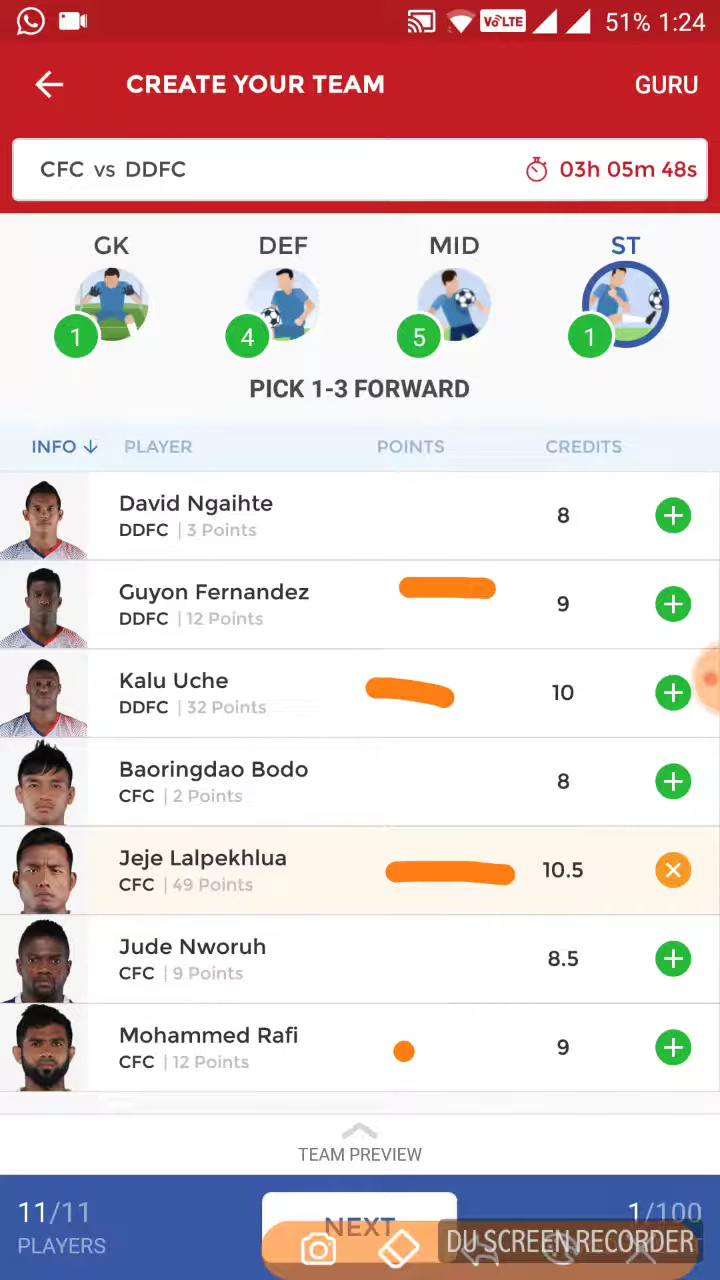 VoLTE 51% 1:24
CREATE YOUR TEAM GURU
CFC vs DDFC 03h 05m 48s
GK DEF MID ST
1 4 5 1
PICK 1-3 FORWARD
INFO PLAYER POINTS CREDITS
David Ngaihte
DDFC | 3 Points 8
Guyon Fernandez
DDFC | 12 Points 9
Kalu Uche
DDFC | 32 Points 10
Baoringdao Bodo
CFC | 2 Points 8
Jeje Lalpekhlua
CFC | 49 Points 10.5
Jude Nworuh
CFC | 9 Points 8.5
Mohammed Rafi
CFC | 12 Points 9
TEAM PREVIEW
11/11 NEXT 1/100
PLAYERS
DU SCREEN RECORDER